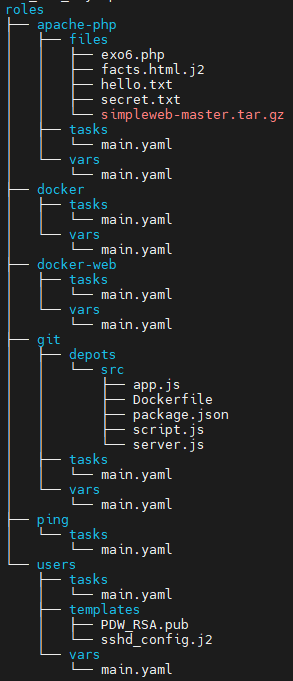 roles
├── apache-php
│   ├── files
│   │   ├── exo6.php
│   │   ├── facts.html.j2
│   │   ├── hello.txt
│   │   ├── secret.txt
│   │   └── simpleweb-master.tar.gz
│   ├── tasks
│   │   └── main.yaml
│   └── vars
│       └── main.yaml
├── docker
│   ├── tasks
│   │   └── main.yaml
│   └── vars
│       └── main.yaml
├── docker-web
│   ├── tasks
│   │   └── main.yaml
│   └── vars
│       └── main.yaml
├── git
│   ├── depots
│   │   └── src
│   │       ├── app.js
│   │       ├── Dockerfile
│   │       ├── package.json
│   │       ├── script.js
│   │       └── server.js
│   ├── tasks
│   │   └── main.yaml
│   └── vars
│       └── main.yaml
├── ping
│   └── tasks
│       └── main.yaml
└── users
    ├── tasks
    │   └── main.yaml
    ├── templates
    │   ├── PDW_RSA.pub
    │   └── sshd_config.j2
    └── vars
        └── main.yaml